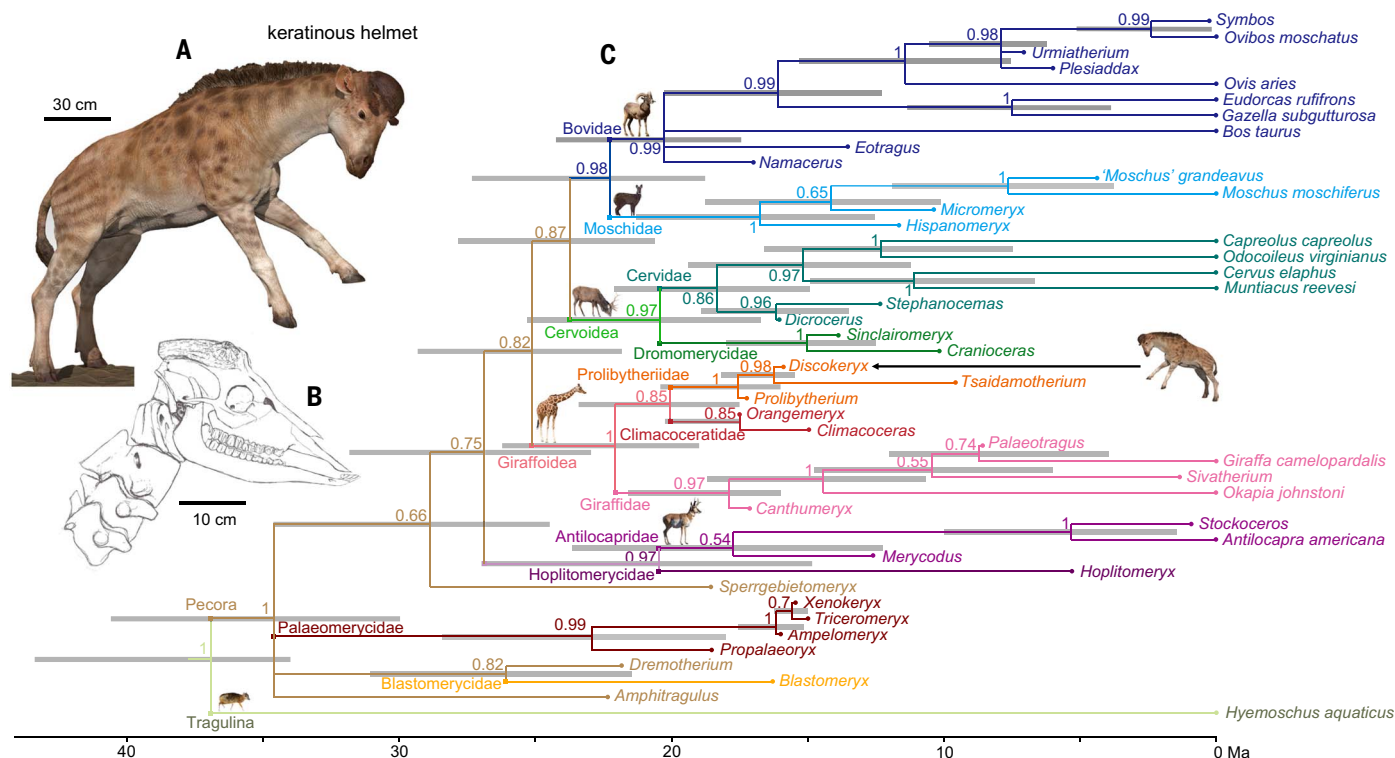 A
keratinous helmet
30 cm
B
10 cm
C
0.99
Symbos
Ovibos moschatus
0.98
Urmiatherium
Plesiaddax
1
Ovis aries
0.99
1
Eudorcas rufifrons
Gazella subgutturosa
Bovidae
Bos taurus
0.99
Eotragus
Namacerus
0.98
1
‘Moschus’ grandeavus
Moschus moschiferus
0.65
Micromeryx
Moschidae
1
Hispanomeryx
0.87
1
Capreolus capreolus
Odocoileus virginianus
0.97
Cervidae
Cervus elaphus
1
Muntiacus reevesi
0.86
0.96
Stephanocemas
Dicrocerus
0.97
Cervoidea
1
Sinclairomeryx
Dromomerycidae
Cranioceras
0.82
0.98
Discokeryx
Prolibytheriidae
1
Tsaidamotherium
Prolibytherium
0.85
0.85
Orangemeryx
Climacoceratidae
Climacoceras
1
0.74
Palaeotragus
0.75
Giraffoidea
0.55
Giraffa camelopardalis
1
Sivatherium
0.97
Okapia johnstoni
Giraffidae
Canthumeryx
0.66
1
Stockoceros
Antilocapridae
0.54
Antilocapra americana
0.97
Merycodus
Hoplitomerycidae
Hoplitomeryx
Sperrgebietomeryx
Pecora
1
0.7
Xenokeryx
Triceromeryx
Palaeomerycidae
0.99
1
Ampelomeryx
Propalaeoryx
1
0.82
Dremotherium
Blastomerycidae
Blastomeryx
Amphitragulus
Tragulina
Hyemoschus aquaticus
40
30
20
10
0 Ma